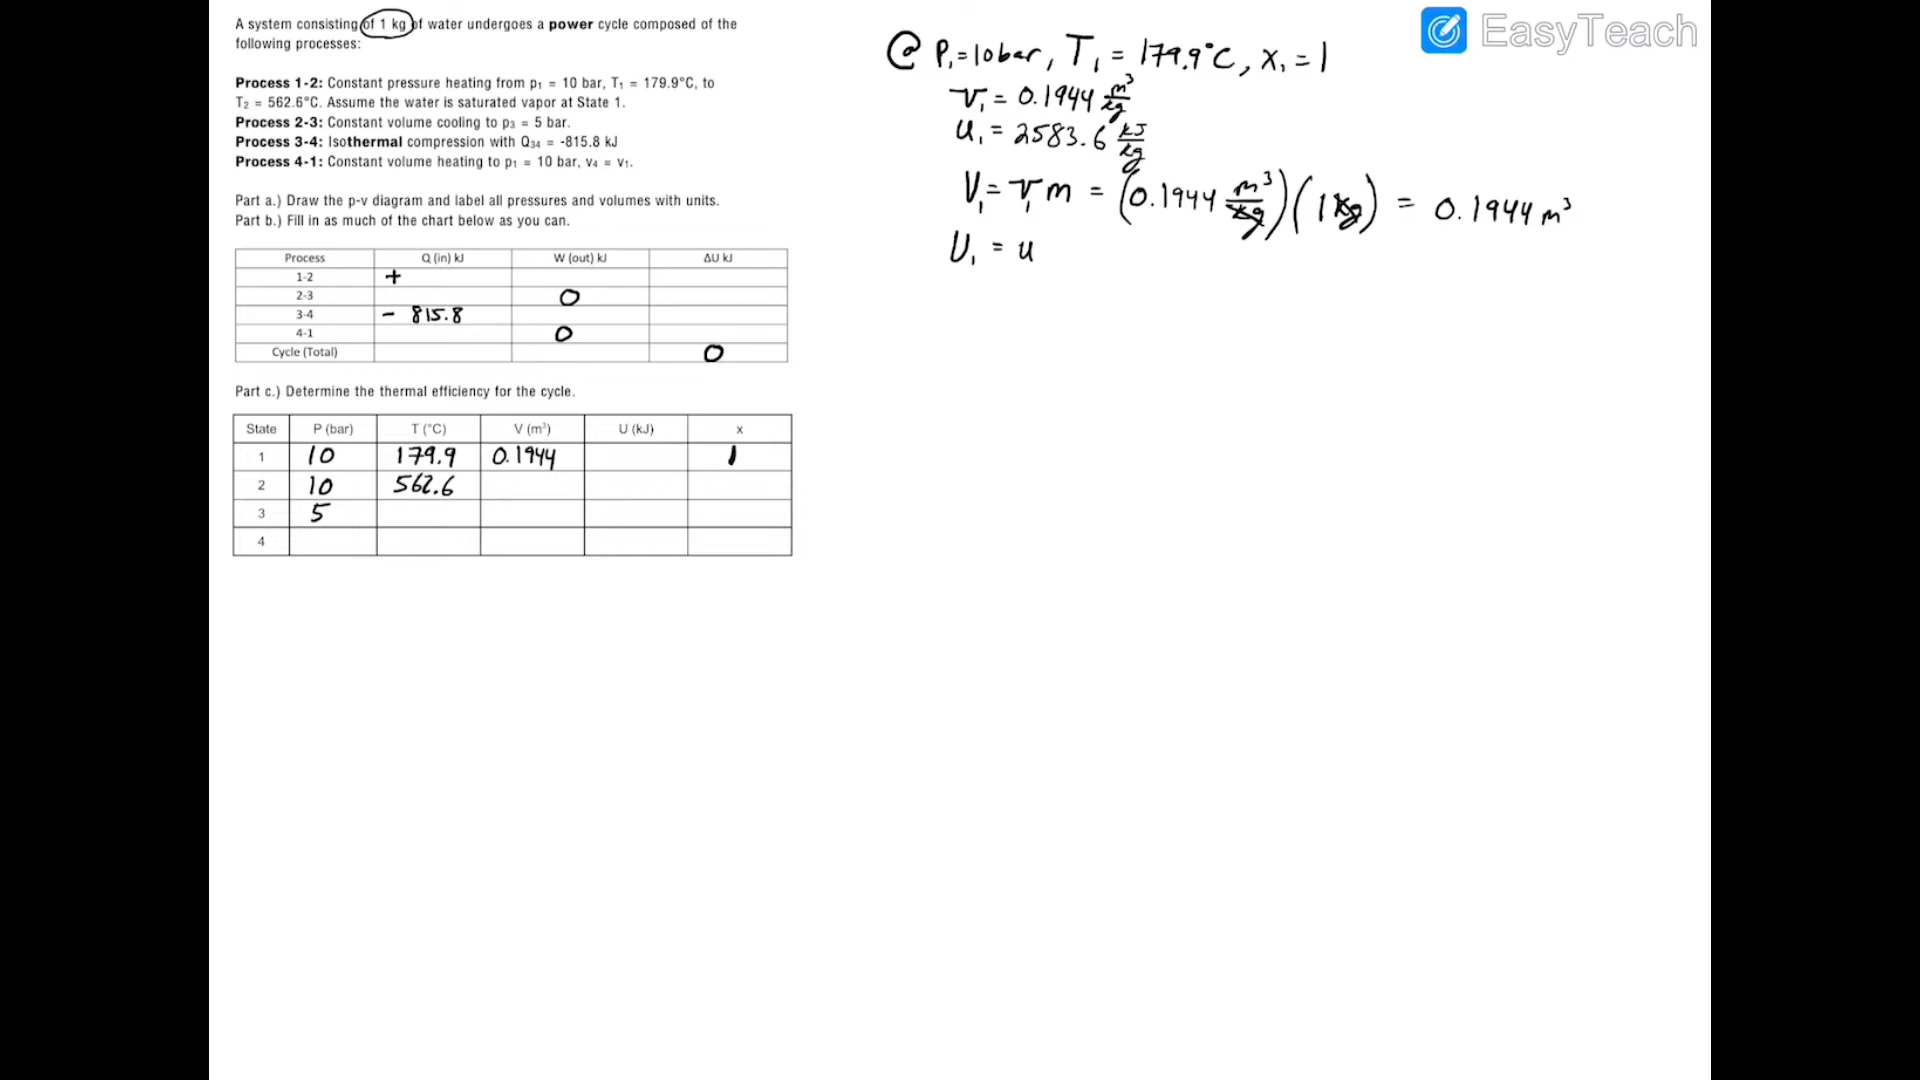 A system consisting of 1 kg of water undergoes a power cycle composed of the
following processes:
Process 1-2: Constant pressure heating from p₁ = 10 bar, T₁ = 179.9°C, to
T₂ = 562.6°C. Assume the water is saturated vapor at State 1.
Process 2-3: Constant volume cooling to p₃ = 5 bar.
Process 3-4: Isothermal compression with Q₃₄ = -815.8 kJ
Process 4-1: Constant volume heating to p₁ = 10 bar, v₄ = v₁.
Part a.) Draw the p-v diagram and label all pressures and volumes with units.
Part b.) Fill in as much of the chart below as you can.
Process Q (in) kJ W (out) kJ ΔU kJ
1-2 +
2-3 0
3-4 - 815.8
4-1 0
Cycle (Total) 0
Part c.) Determine the thermal efficiency for the cycle.
State P (bar) T (°C) V (m³) U (kJ) x
1 10 179.9 0.1944 1
2 10 562.6
3 5
4
@ P₁=10bar, T₁ = 179.9°C, x₁ = 1
v₁ = 0.1944 m³/kg
u₁ = 2583.6 kJ/kg
V₁ = v₁ m = (0.1944 m³/kg)(1kg) = 0.1944 m³
U₁ = u
EasyTeach